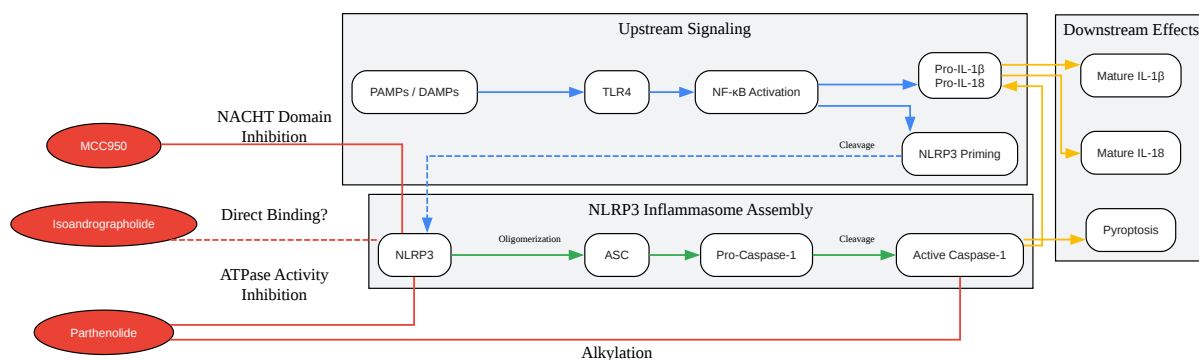 Upstream Signaling
Downstream Effects
PAMPs / DAMPs
TLR4
NF-κB Activation
Pro-IL-1β
Pro-IL-18
Mature IL-1β
NACHT Domain
Inhibition
MCC950
Cleavage
NLRP3 Priming
Mature IL-18
Isoandrographolide
Direct Binding?
NLRP3 Inflammasome Assembly
NLRP3
Oligomerization
ASC
Pro-Caspase-1
Cleavage
Active Caspase-1
Pyroptosis
ATPase Activity
Inhibition
Parthenolide
Alkylation